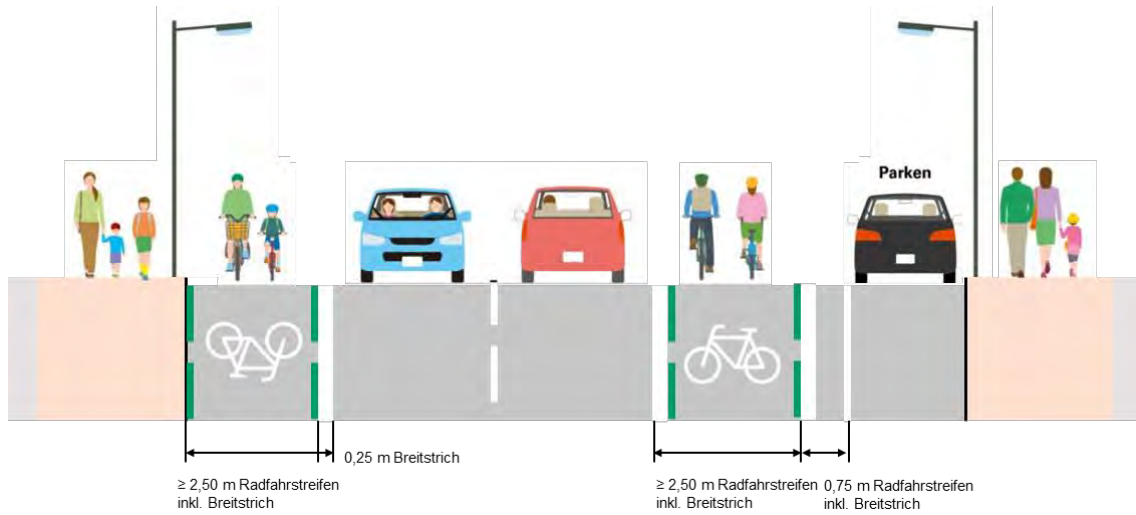 Parken
0,25 m Breitstrich
≥ 2,50 m Radfahrstreifen
inkl. Breitstrich
≥ 2,50 m Radfahrstreifen
inkl. Breitstrich
0,75 m Radfahrstreifen
inkl. Breitstrich